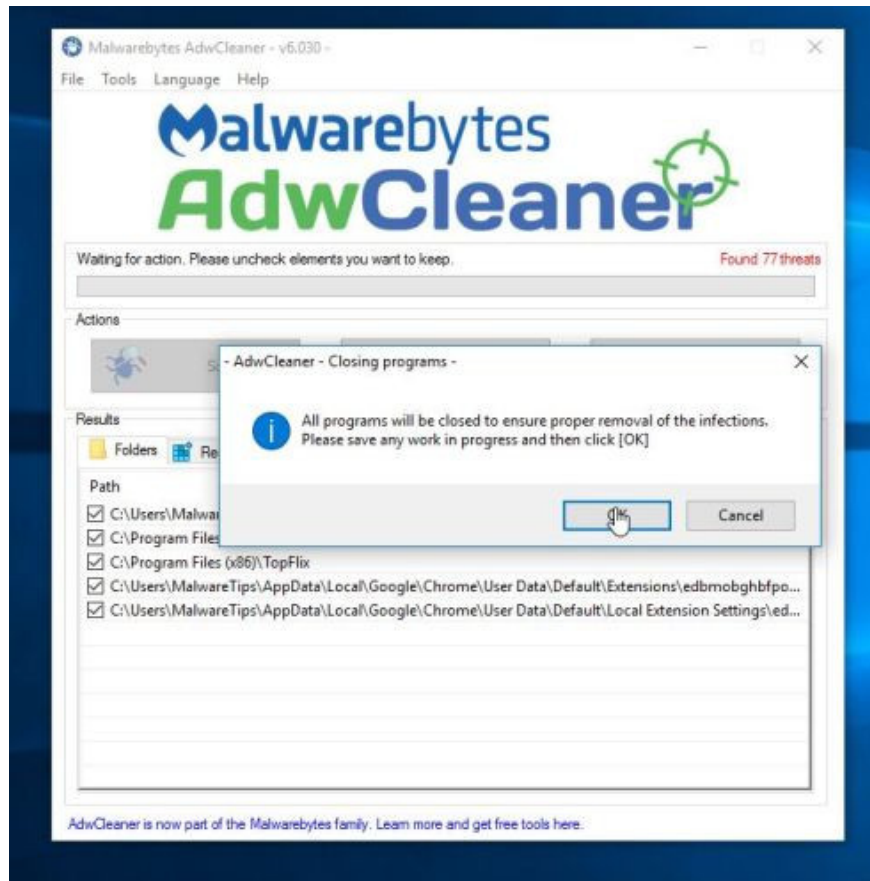 Malwarebytes AdwCleaner - v6.030 -
File Tools Language Help
Malwarebytes
AdwCleaner
Waiting for action. Please uncheck elements you want to keep. Found 77 threats
Actions
- AdwCleaner - Closing programs -
All programs will be closed to ensure proper removal of the infections.
Please save any work in progress and then click [OK]
OK Cancel
Results
Folders
Path
C:\Users\Malwar
C:\Program Files
C:\Program Files (x86)\TopFlix
C:\Users\MalwareTips\AppData\Local\Google\Chrome\User Data\Default\Extensions\edbmobghbfpo...
C:\Users\MalwareTips\AppData\Local\Google\Chrome\User Data\Default\Local Extension Settings\ed...
AdwCleaner is now part of the Malwarebytes family. Learn more and get free tools here.